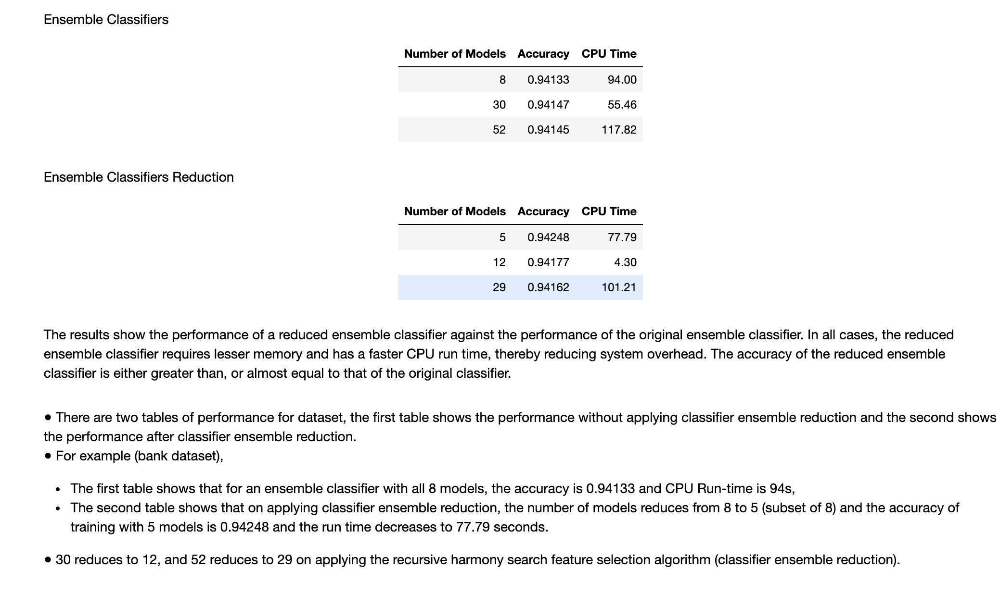 Ensemble Classifiers
Number of Models Accuracy CPU Time
8 0.94133 94.00
30 0.94147 55.46
52 0.94145 117.82
Ensemble Classifiers Reduction
Number of Models Accuracy CPU Time
5 0.94248 77.79
12 0.94177 4.30
29 0.94162 101.21
The results show the performance of a reduced ensemble classifier against the performance of the original ensemble classifier. In all cases, the reduced
ensemble classifier requires lesser memory and has a faster CPU run time, thereby reducing system overhead. The accuracy of the reduced ensemble
classifier is either greater than, or almost equal to that of the original classifier.
● There are two tables of performance for dataset, the first table shows the performance without applying classifier ensemble reduction and the second shows
the performance after classifier ensemble reduction.
● For example (bank dataset),
• The first table shows that for an ensemble classifier with all 8 models, the accuracy is 0.94133 and CPU Run-time is 94s,
• The second table shows that on applying classifier ensemble reduction, the number of models reduces from 8 to 5 (subset of 8) and the accuracy of
training with 5 models is 0.94248 and the run time decreases to 77.79 seconds.
● 30 reduces to 12, and 52 reduces to 29 on applying the recursive harmony search feature selection algorithm (classifier ensemble reduction).